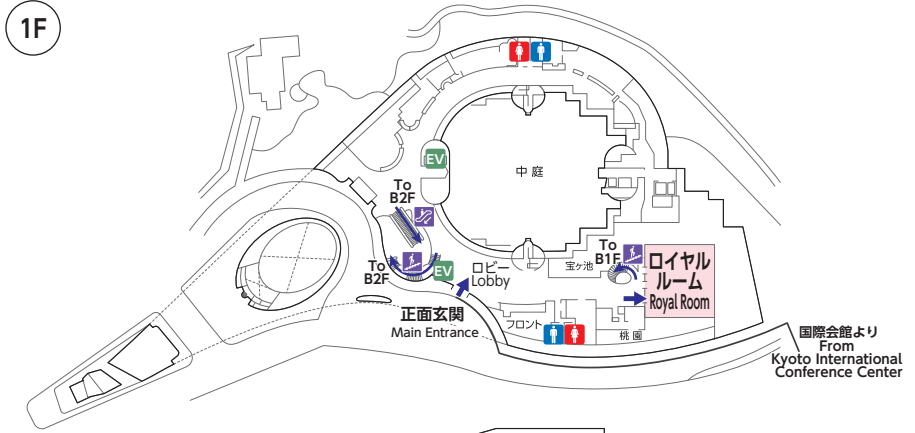 1F
EV
中庭
To
B2F
To
B2F
EV
ロビー
Lobby
宝ヶ池
To
B1F
ロイヤル
ルーム
Royal Room
正面玄関
Main Entrance
フロント
桃園
国際会館より
From
Kyoto International
Conference Center